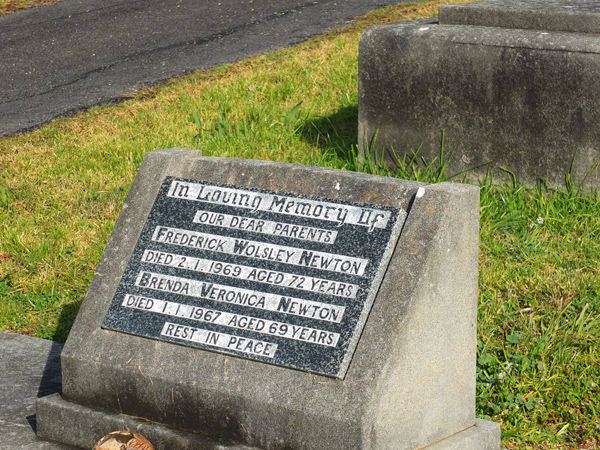 In Loving Memory Of
OUR DEAR PARENTS
FREDERICK WOLSLEY NEWTON
DIED 2.1.1969 AGED 72 YEARS
BRENDA VERONICA NEWTON
DIED 1.1.1967 AGED 69 YEARS
REST IN PEACE